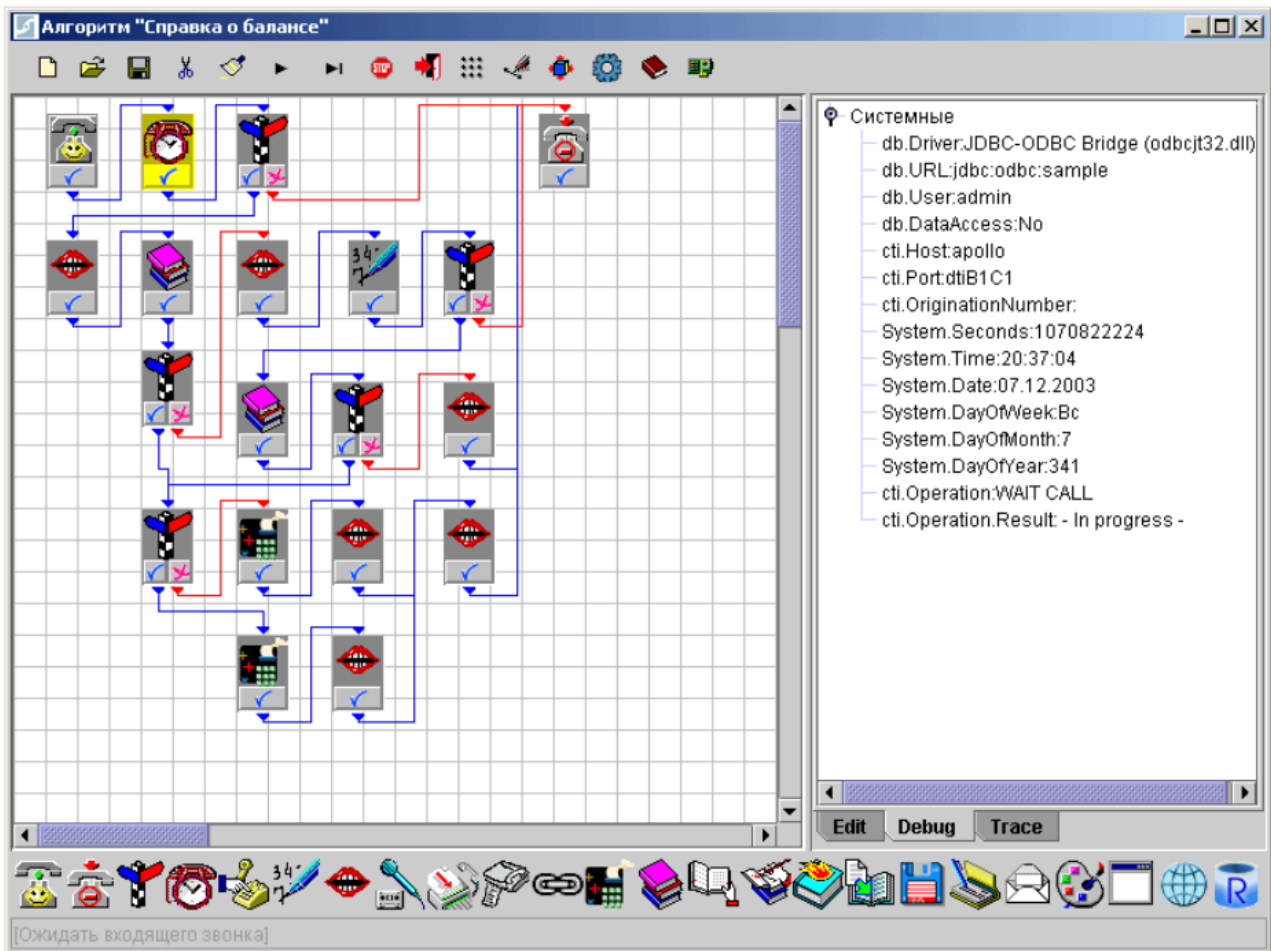 Алгоритм "Справка о балансе"
STOP
Системные
db.Driver:JDBC-ODBC Bridge (odbcjt32.dll)
db.URL:jdbc:odbc:sample
db.User:admin
db.DataAccess:No
cti.Host:apollo
cti.Port:dtiB1C1
cti.OriginationNumber:
System.Seconds:1070822224
System.Time:20:37:04
System.Date:07.12.2003
System.DayOfWeek:Вс
System.DayOfMonth:7
System.DayOfYear:341
cti.Operation:WAIT CALL
cti.Operation.Result: - In progress -
34
7
Edit Debug Trace
34
7
R
[Ожидать входящего звонка]